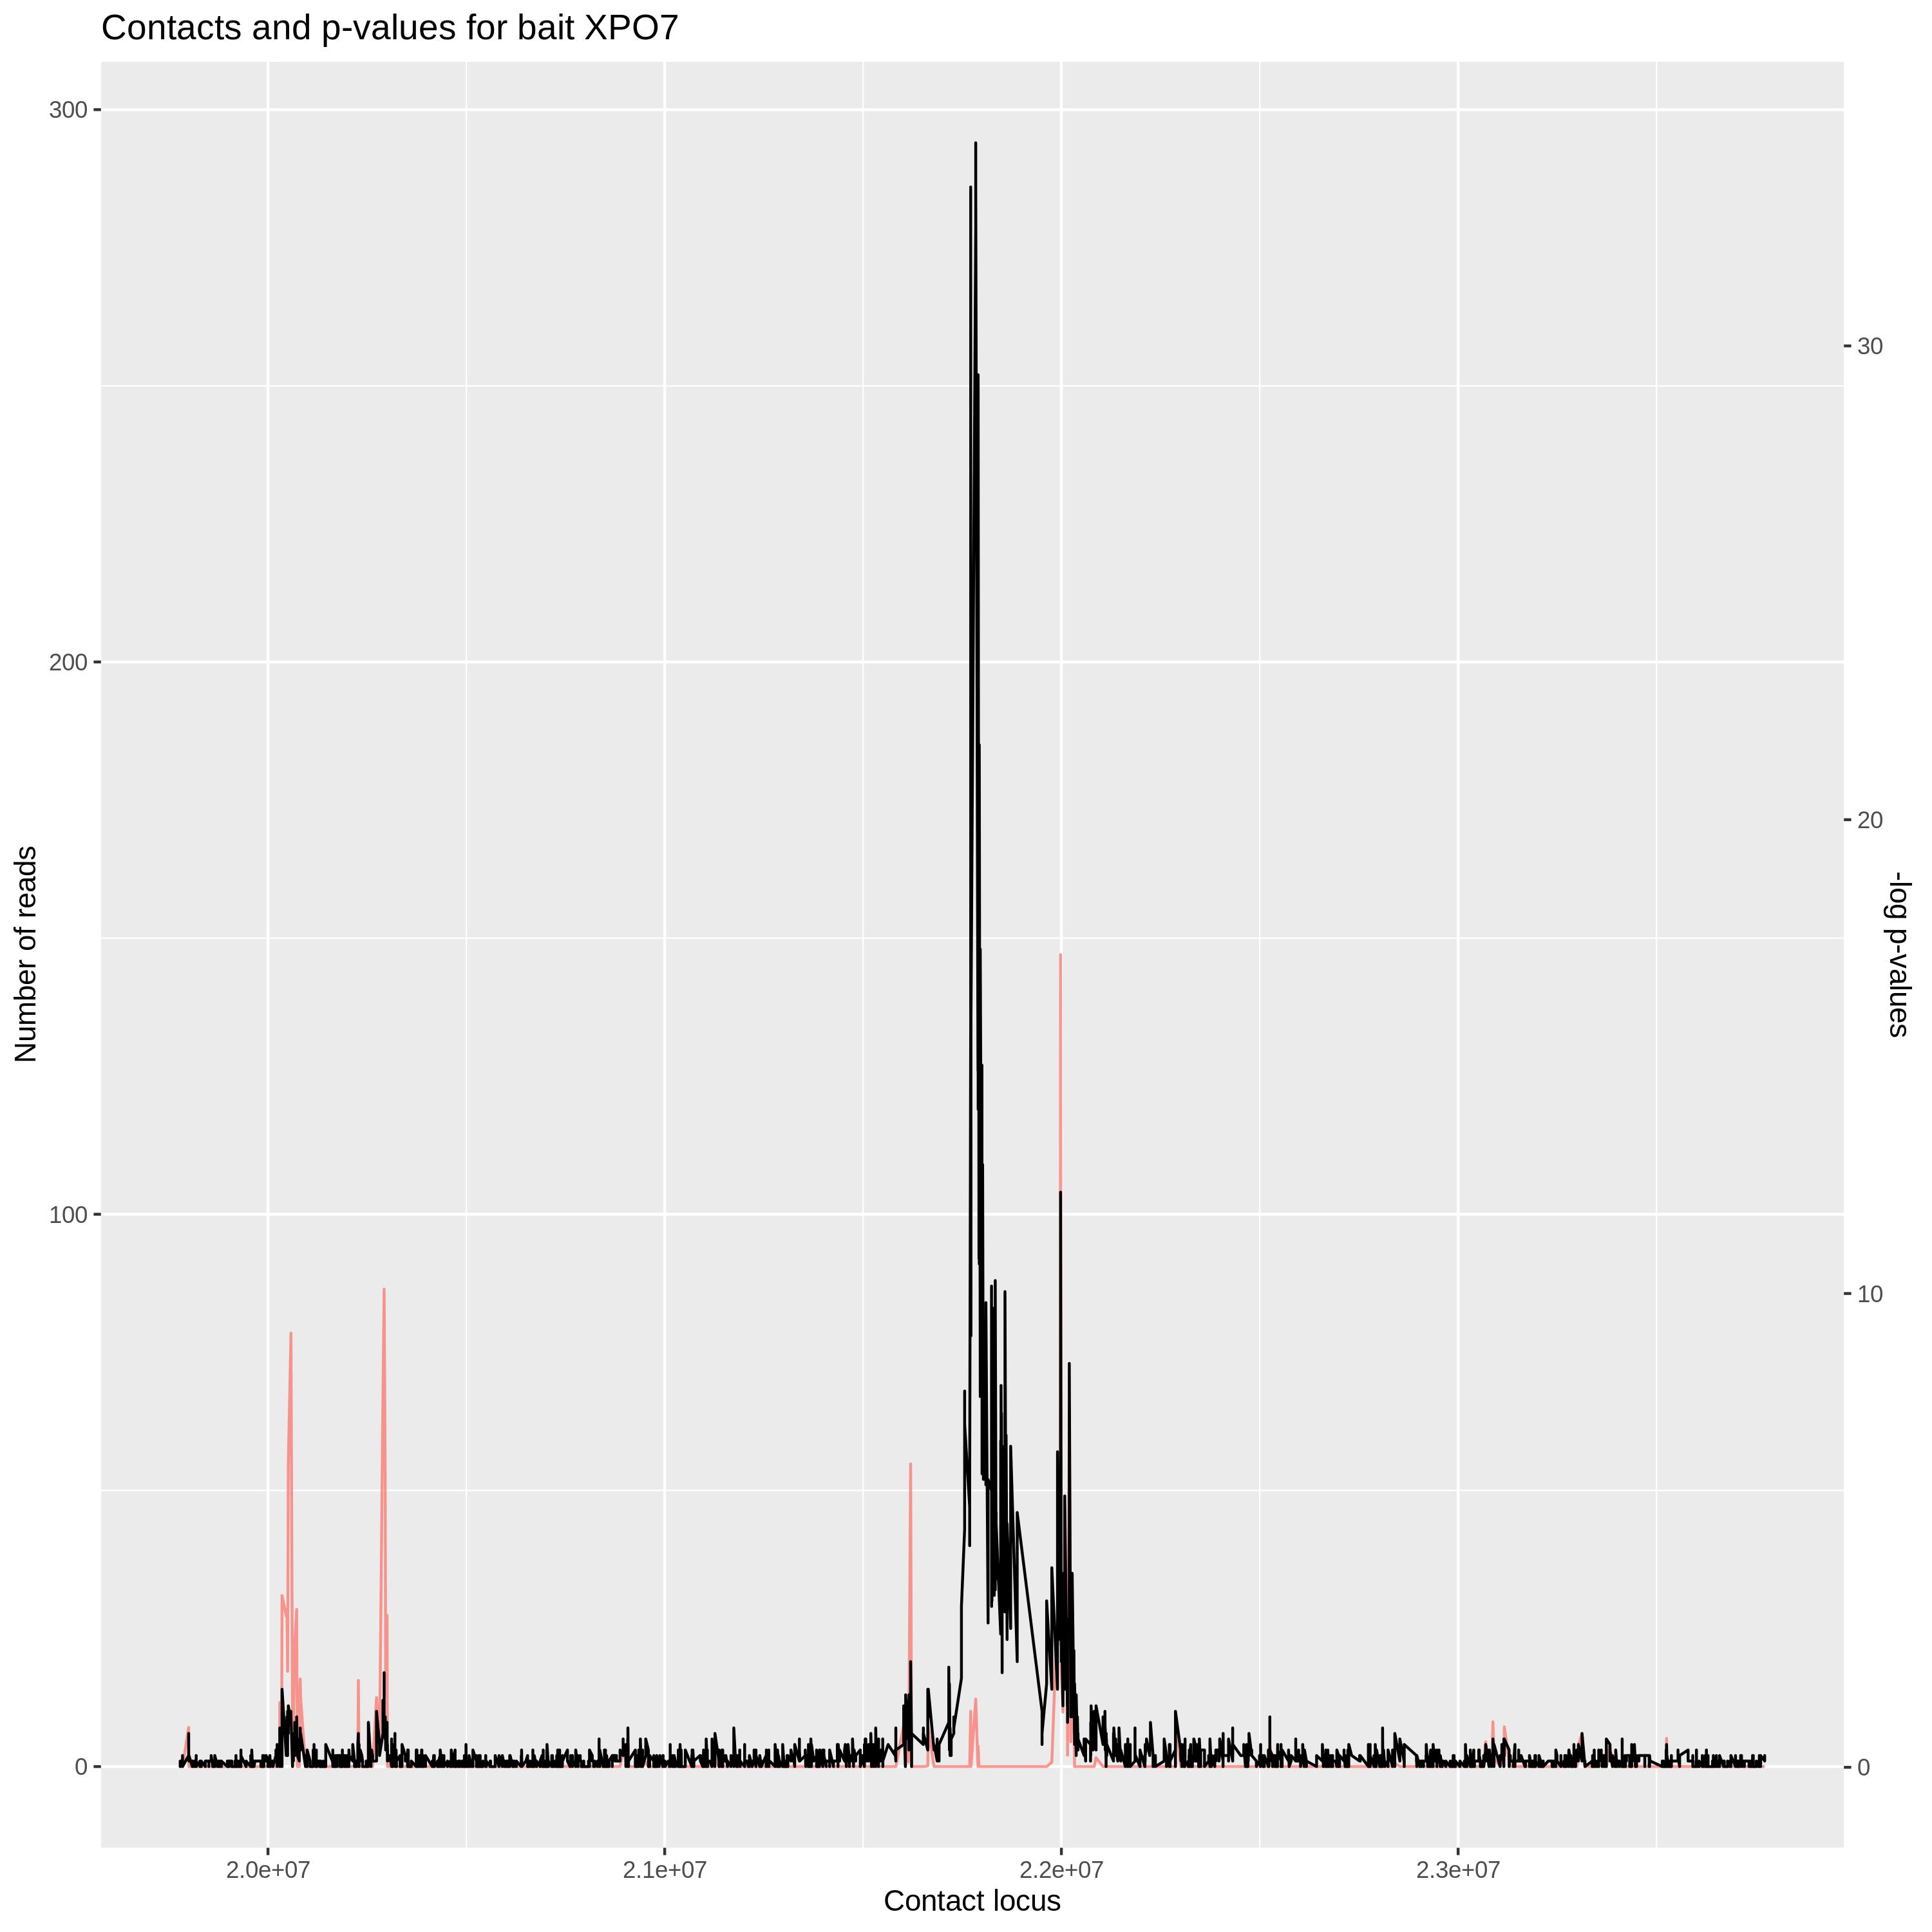 Contacts and p-values for bait XPO7
300
200
100
0
Number of reads
30
20
10
0
-log p-values
2.0e+07
2.1e+07
2.2e+07
2.3e+07
Contact locus